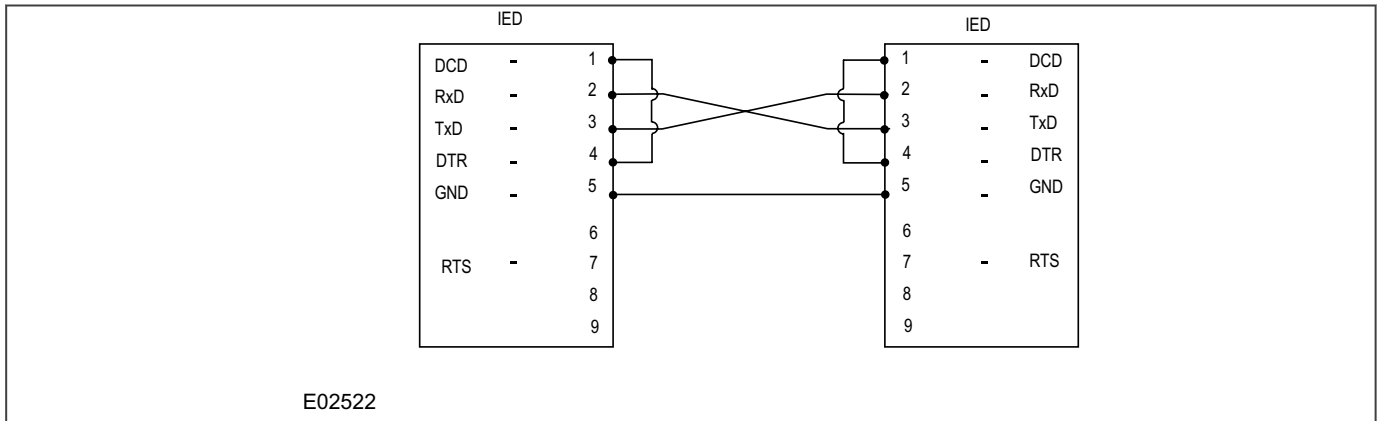 IED IED
DCD - 1 1 - DCD
RxD - 2 2 - RxD
TxD - 3 3 - TxD
DTR - 4 4 - DTR
GND - 5 5 - GND
6 6
RTS - 7 7 - RTS
8 8
9 9
E02522